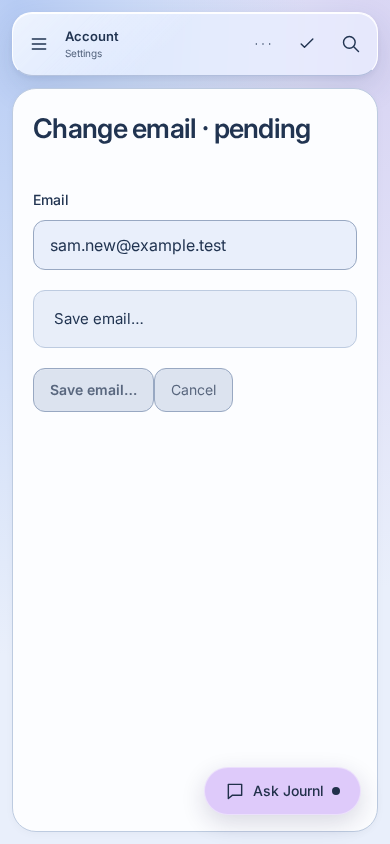 Account
Settings
...
Change email · pending
Email
sam.new@example.test
Save email...
Save email... Cancel
Ask Journl